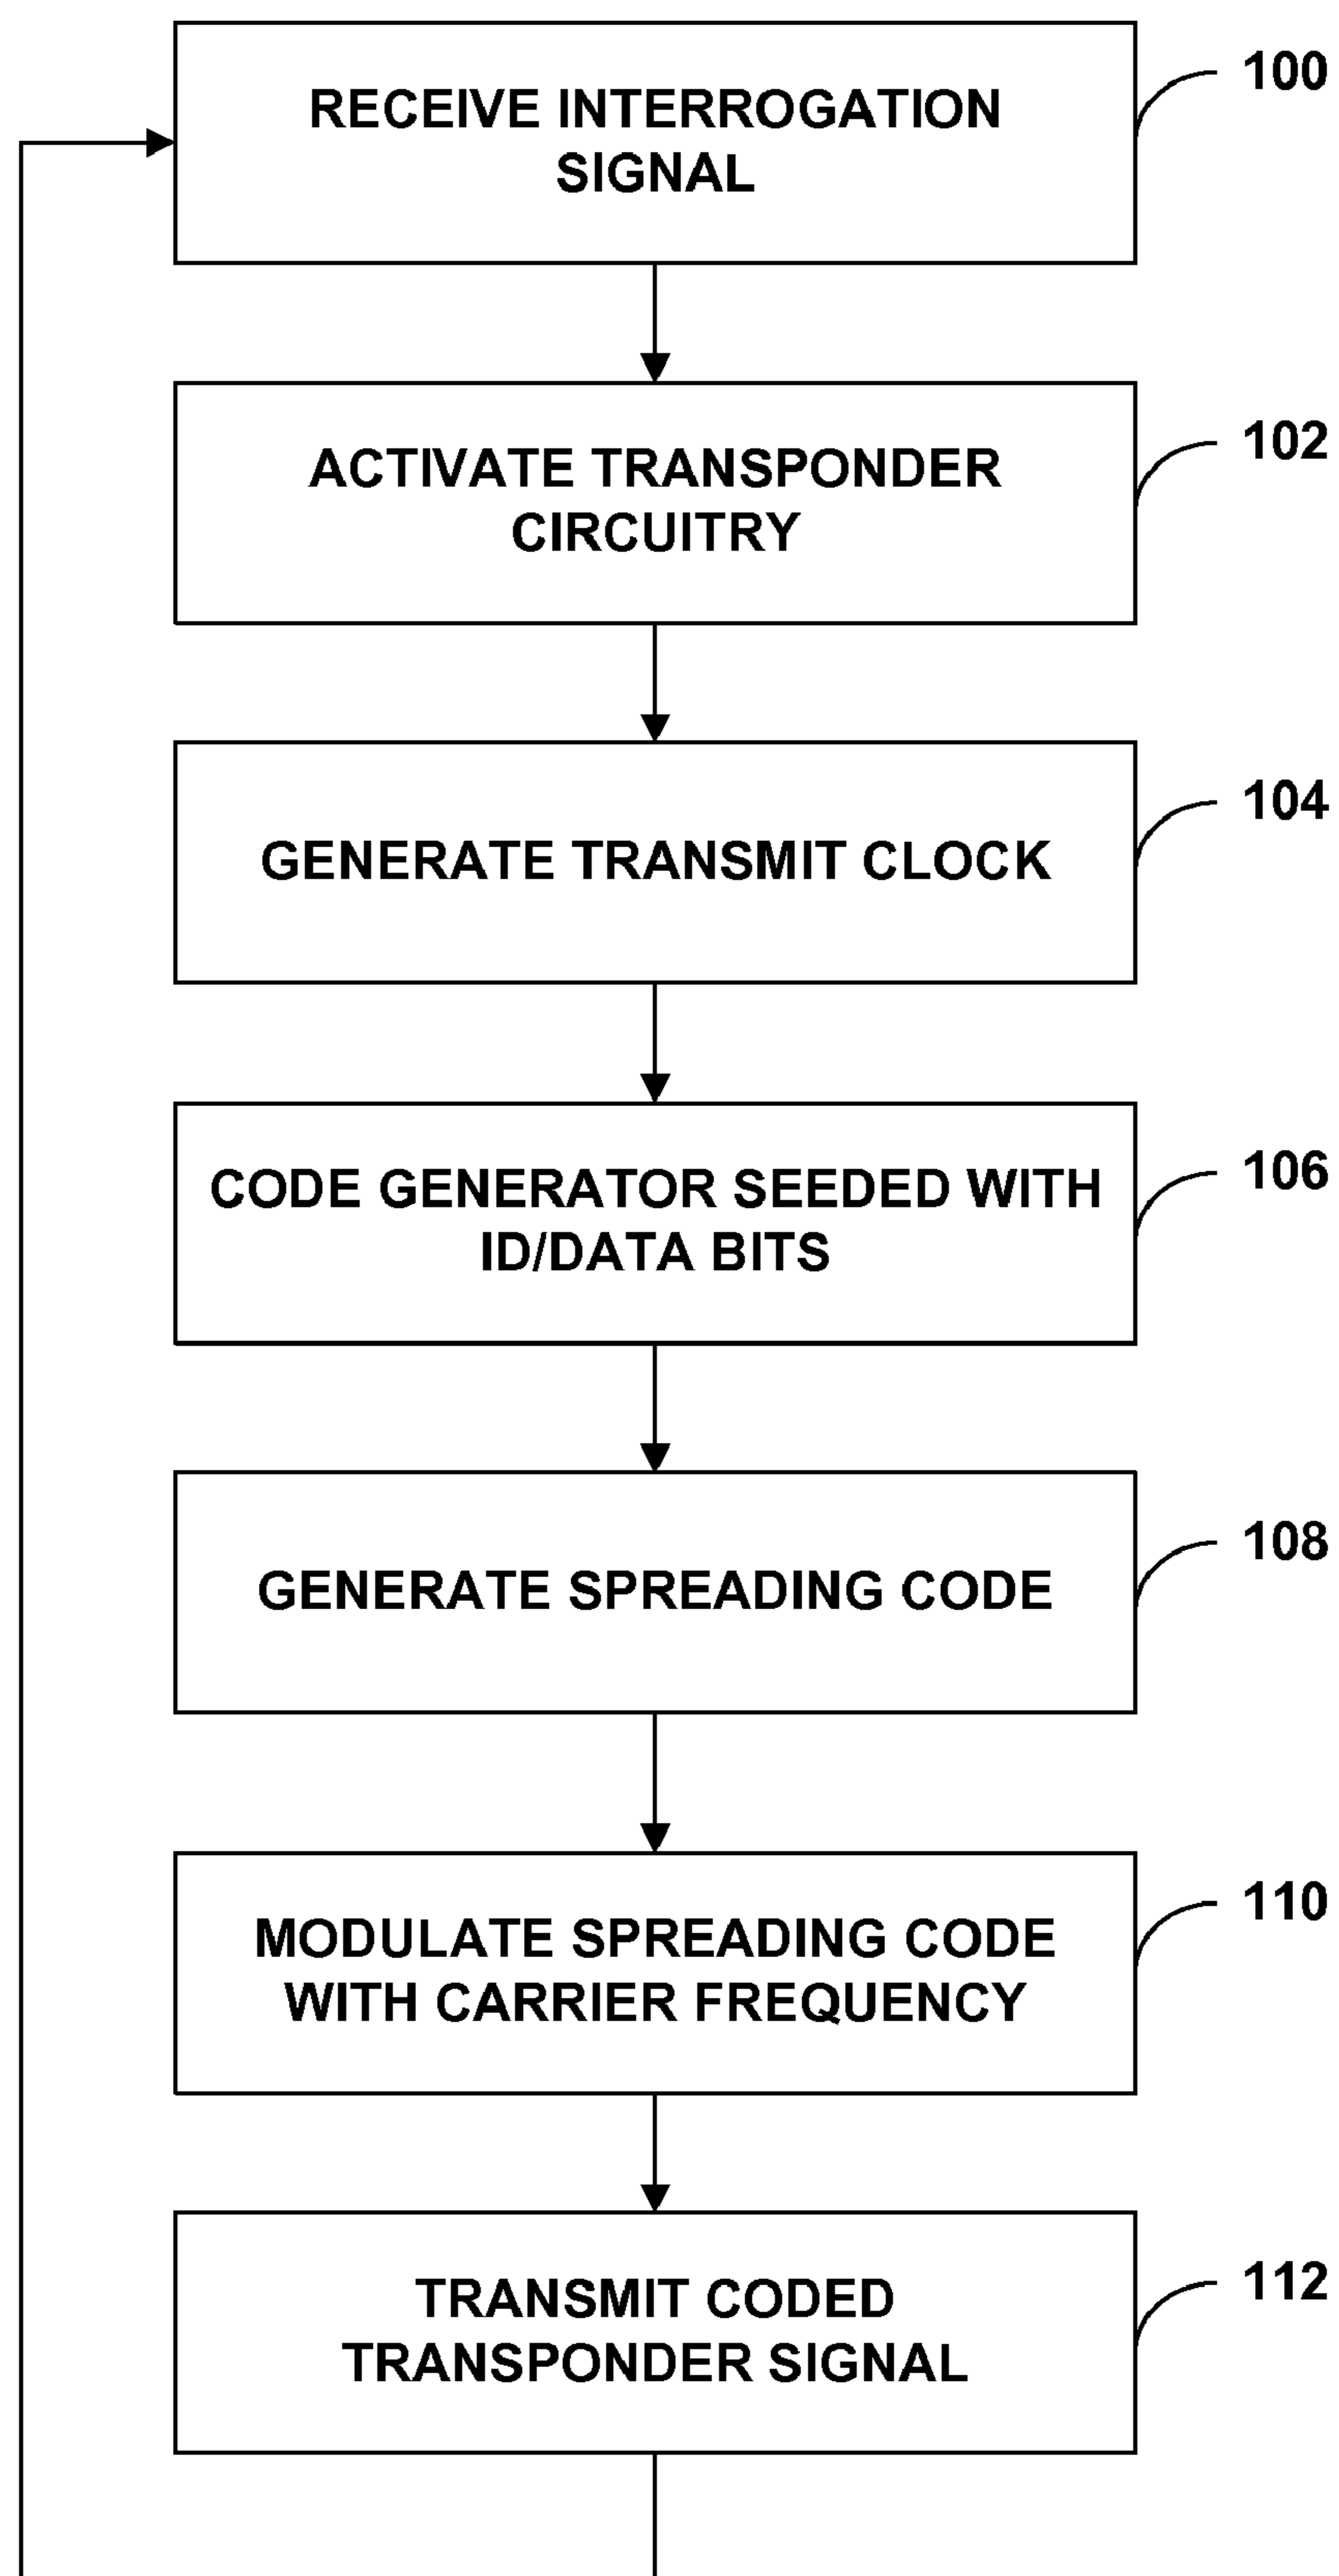 RECEIVE INTERROGATION
SIGNAL
100
ACTIVATE TRANSPONDER
CIRCUITRY
102
GENERATE TRANSMIT CLOCK
104
CODE GENERATOR SEEDED WITH
ID/DATA BITS
106
GENERATE SPREADING CODE
108
MODULATE SPREADING CODE
WITH CARRIER FREQUENCY
110
TRANSMIT CODED
TRANSPONDER SIGNAL
112